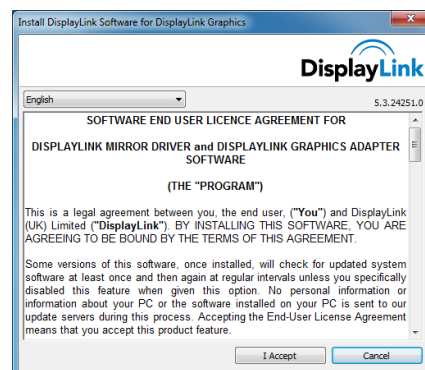 Install DisplayLink Software for DisplayLink Graphics
DisplayLink
English
5.3.24251.0
SOFTWARE END USER LICENCE AGREEMENT FOR
DISPLAYLINK MIRROR DRIVER and DISPLAYLINK GRAPHICS ADAPTER
SOFTWARE
(THE "PROGRAM")
This is a legal agreement between you, the end user, ("You") and DisplayLink
(UK) Limited ("DisplayLink"). BY INSTALLING THIS SOFTWARE, YOU ARE
AGREEING TO BE BOUND BY THE TERMS OF THIS AGREEMENT.
Some versions of this software, once installed, will check for updated system
software at least once and then again at regular intervals unless you specifically
disabled this feature when given this option. No personal information or
information about your PC or the software installed on your PC is sent to our
update servers during this process. Accepting the End-User License Agreement
means that you accept this product feature.
I Accept
Cancel